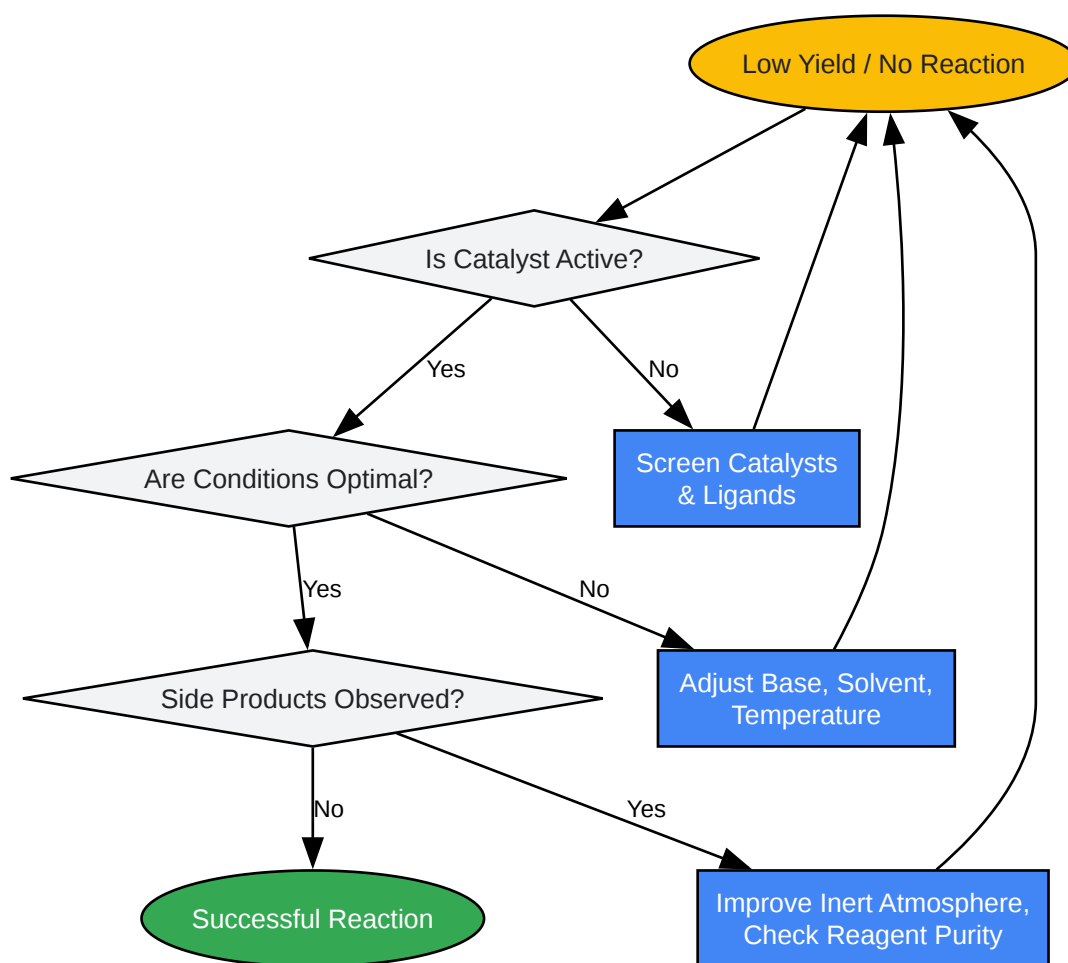 Low Yield / No Reaction
Is Catalyst Active?
Yes
No
Are Conditions Optimal?
Screen Catalysts
& Ligands
Yes
No
Side Products Observed?
Adjust Base, Solvent,
Temperature
No
Yes
Successful Reaction
Improve Inert Atmosphere,
Check Reagent Purity